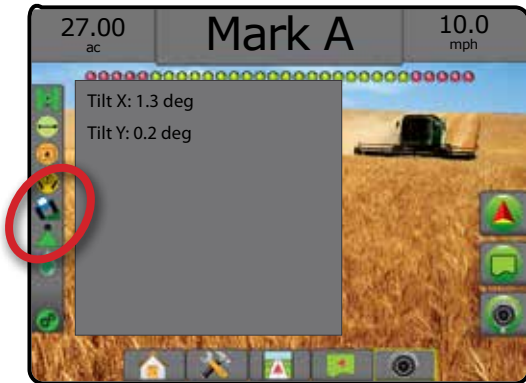 27.00
ac
Mark A
10.0
mph
Tilt X: 1.3 deg
Tilt Y: 0.2 deg